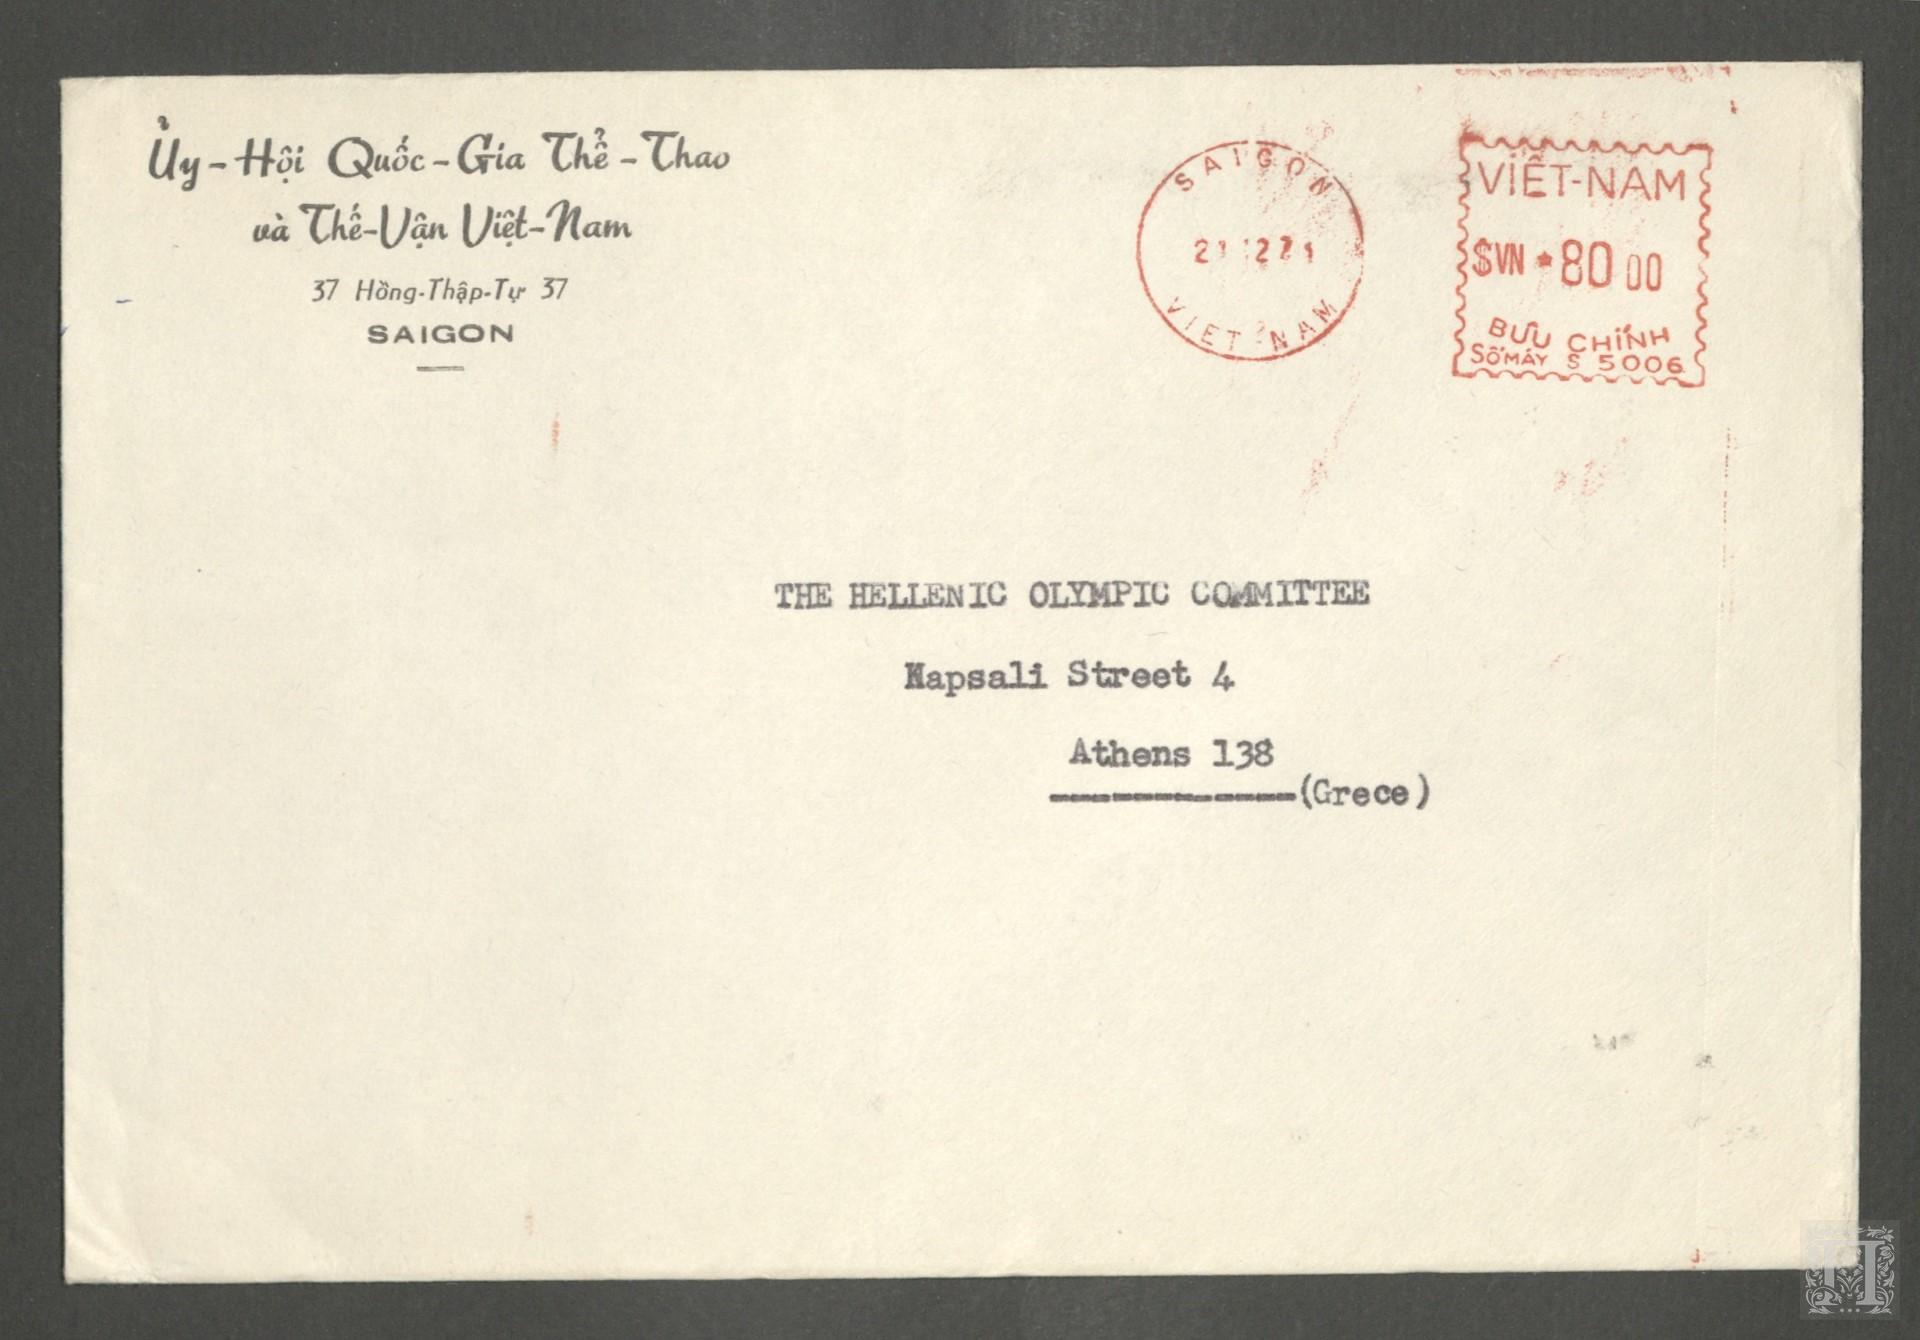 Ủy-Hội Quốc-Gia Thể-Thao
và Thế-Vận Việt-Nam
37 Hồng-Thập-Tự 37
SAIGON
SAIGON
VIET-NAM
VIỆT-NAM
$VN *80 00
BƯU CHÍNH
SỐ MÁY S 5006
THE HELLENIC OLYMPIC COMMITTEE
Kapsali Street 4
Athens 138
(Grece)